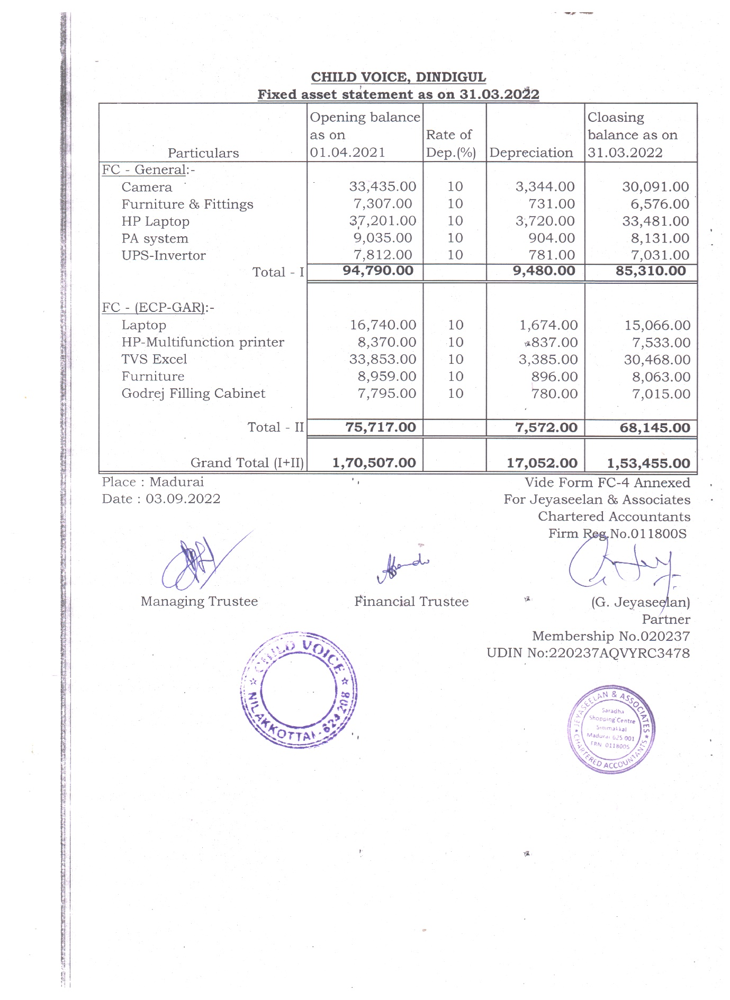 CHILD VOICE, DINDIGUL
Fixed asset statement as on 31.03.2022
Particulars Opening balance as on 01.04.2021 Rate of Dep.(%) Depreciation Cloasing balance as on 31.03.2022
FC - General:-
Camera 33,435.00 10 3,344.00 30,091.00
Furniture & Fittings 7,307.00 10 731.00 6,576.00
HP Laptop 37,201.00 10 3,720.00 33,481.00
PA system 9,035.00 10 904.00 8,131.00
UPS-Invertor 7,812.00 10 781.00 7,031.00
Total - I 94,790.00 9,480.00 85,310.00
FC - (ECP-GAR):-
Laptop 16,740.00 10 1,674.00 15,066.00
HP-Multifunction printer 8,370.00 10 837.00 7,533.00
TVS Excel 33,853.00 10 3,385.00 30,468.00
Furniture 8,959.00 10 896.00 8,063.00
Godrej Filling Cabinet 7,795.00 10 780.00 7,015.00
Total - II 75,717.00 7,572.00 68,145.00
Grand Total (I+II) 1,70,507.00 17,052.00 1,53,455.00
Place : Madurai Vide Form FC-4 Annexed
Date : 03.09.2022 For Jeyaseelan & Associates
Chartered Accountants
Firm Reg.No.011800S
Managing Trustee Financial Trustee (G. Jeyaseelan)
Partner
Membership No.020237
UDIN No:220237AQVYRC3478
CHILD VOICE
NILAKKOTTAI-624 208
JEYASEELAN & ASSOCIATES
Saradha
Shopping Centre
Simmakkal
Madurai 625 001
FRN 011800S
CHARTERED ACCOUNTANTS